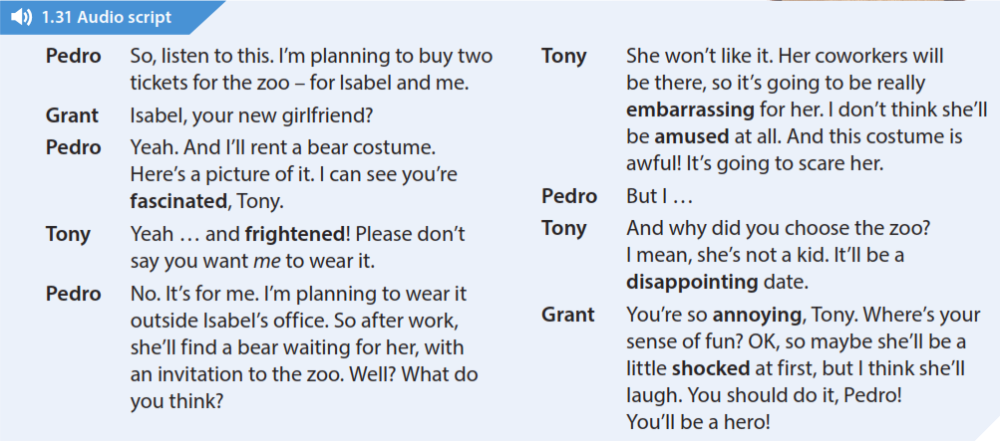 1.31 Audio script
Pedro So, listen to this. I’m planning to buy two
tickets for the zoo – for Isabel and me.
Grant Isabel, your new girlfriend?
Pedro Yeah. And I’ll rent a bear costume.
Here’s a picture of it. I can see you’re
fascinated, Tony.
Tony Yeah … and frightened! Please don’t
say you want me to wear it.
Pedro No. It’s for me. I’m planning to wear it
outside Isabel’s office. So after work,
she’ll find a bear waiting for her, with
an invitation to the zoo. Well? What do
you think?
Tony She won’t like it. Her coworkers will
be there, so it’s going to be really
embarrassing for her. I don’t think she’ll
be amused at all. And this costume is
awful! It’s going to scare her.
Pedro But I …
Tony And why did you choose the zoo?
I mean, she’s not a kid. It’ll be a
disappointing date.
Grant You’re so annoying, Tony. Where’s your
sense of fun? OK, so maybe she’ll be a
little shocked at first, but I think she’ll
laugh. You should do it, Pedro!
You’ll be a hero!